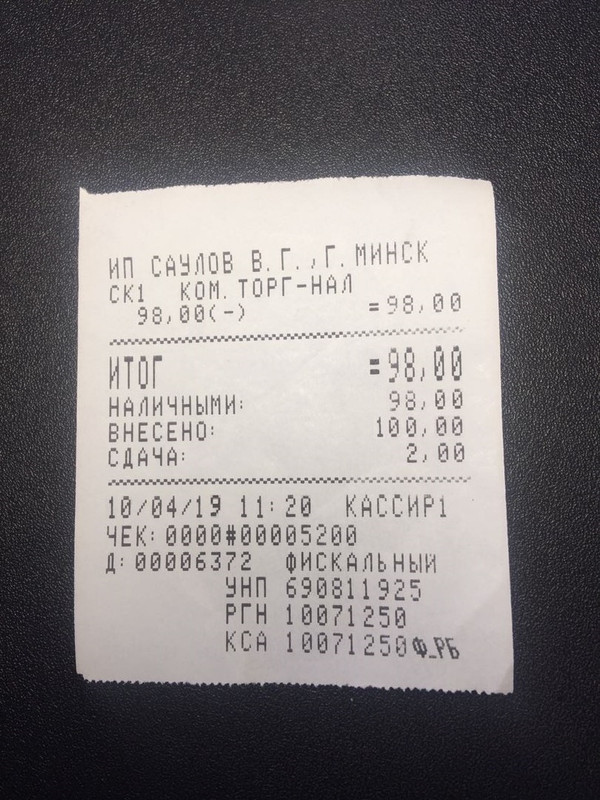 ИП САУЛОВ В.Г.,Г.МИНСК
СК1 КОМ.ТОРГ-НАЛ
98,00(-) =98,00
ИТОГ =98,00
НАЛИЧНЫМИ: 98,00
ВНЕСЕНО: 100,00
СДАЧА: 2,00
10/04/19 11:20 КАССИР1
ЧЕК:0000#00005200
Д:00006372 ФИСКАЛЬНЫЙ
УНП 690811925
РГН 10071250
КСА 10071250Ф_РБ